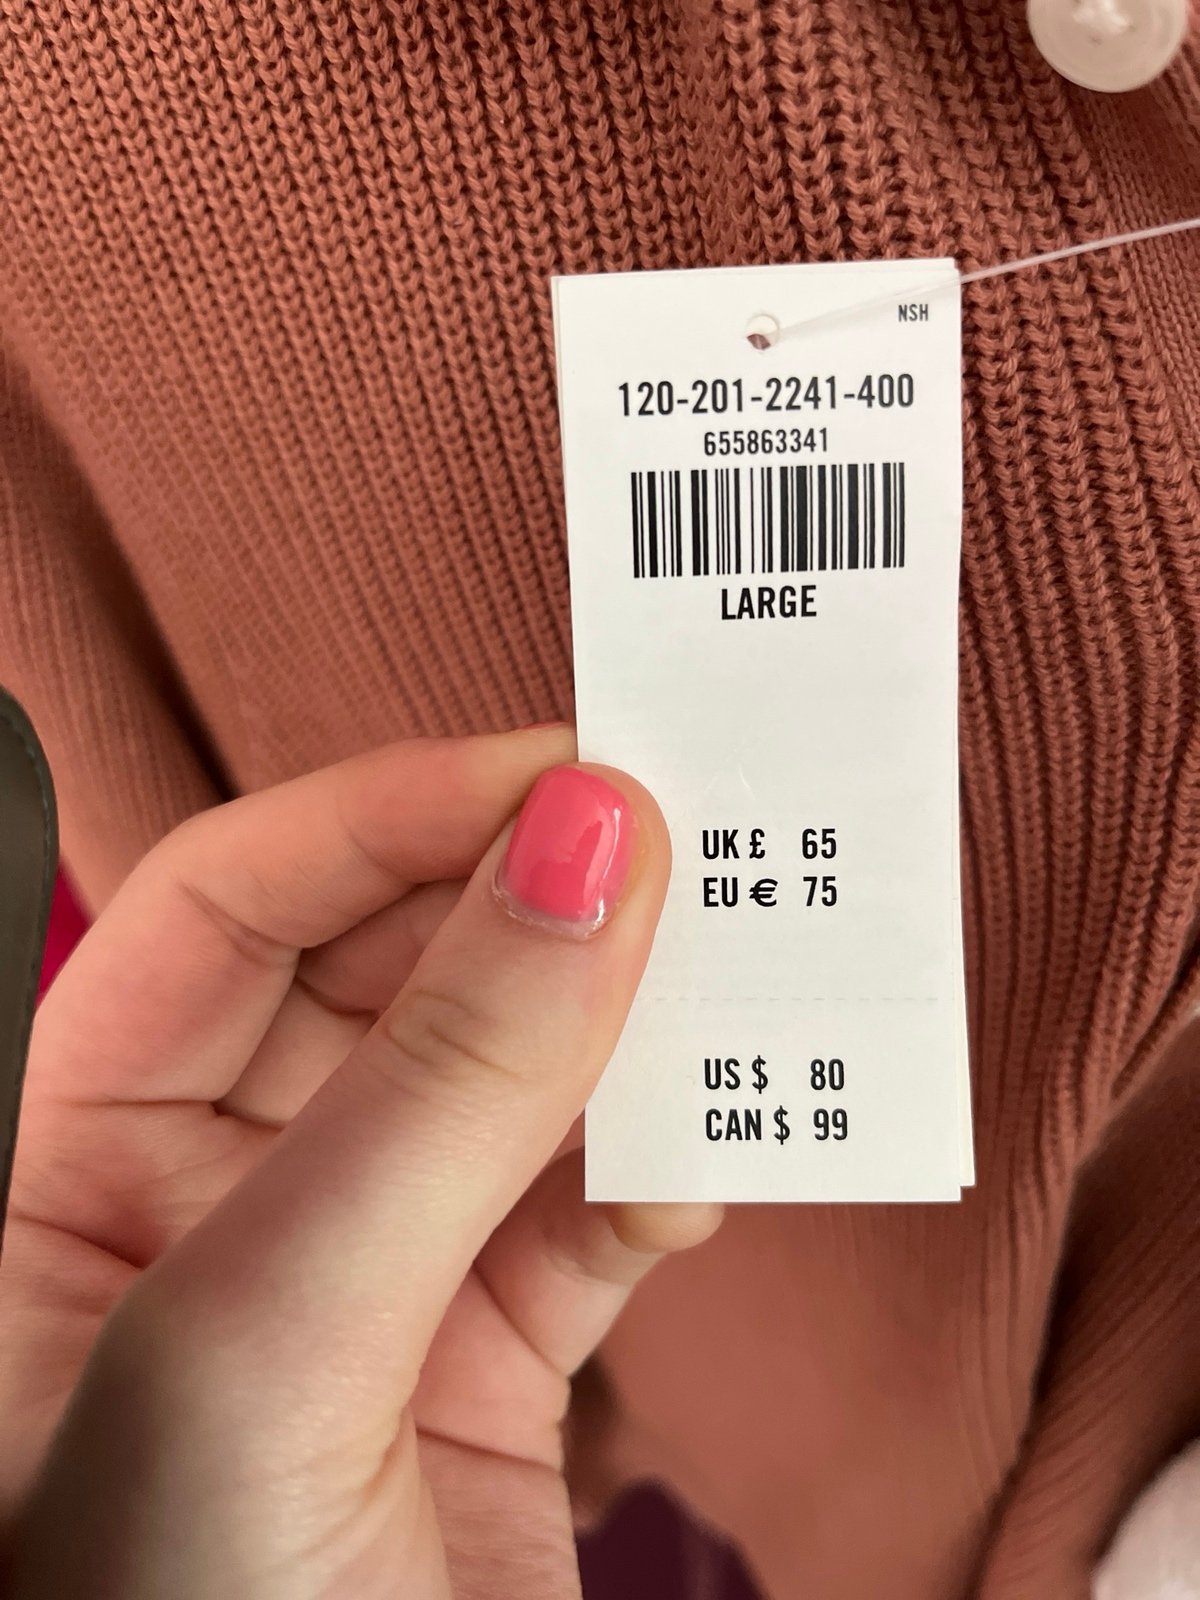 NSH
120-201-2241-400
655863341
LARGE
UK £ 65
EU € 75
US $ 80
CAN $ 99